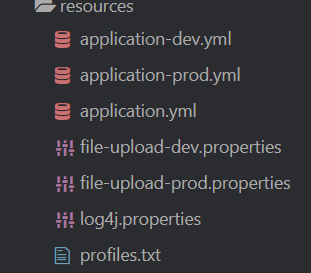 resources
application-dev.yml
application-prod.yml
application.yml
file-upload-dev.properties
file-upload-prod.properties
log4j.properties
profiles.txt